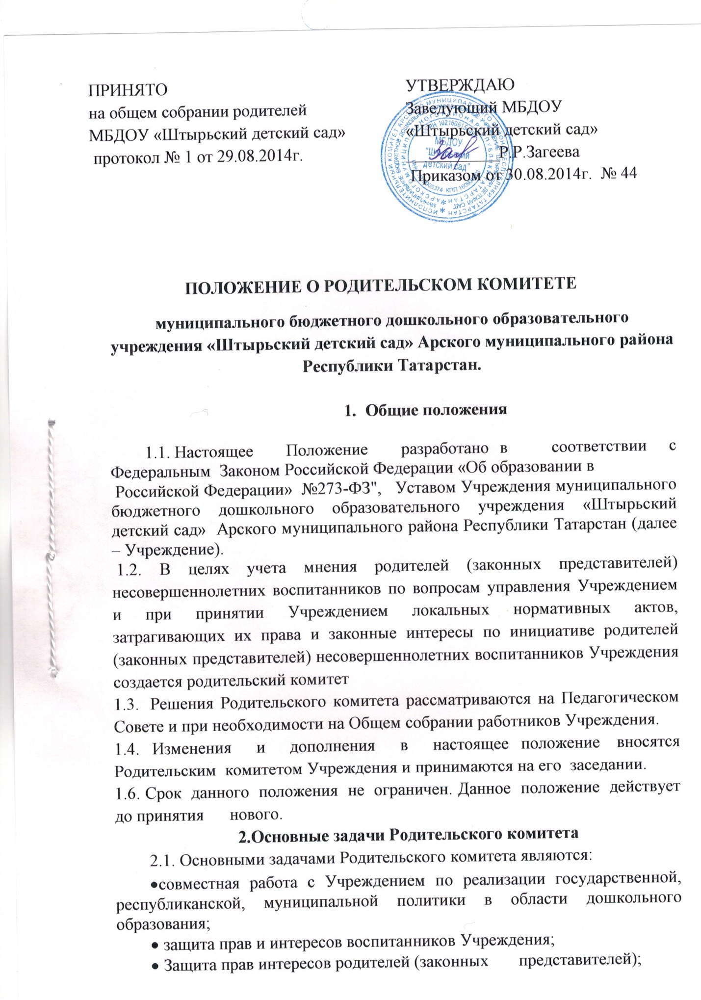 ПРИНЯТО
на общем собрании родителей
МБДОУ «Штырьский детский сад»
протокол № 1 от 29.08.2014г.
УТВЕРЖДАЮ
Заведующий МБДОУ
«Штырьский детский сад»
____________Р.Р.Загеева
Приказом от 30.08.2014г. № 44
МБДОУ
"Штырьский
детский сад"
ПОЛОЖЕНИЕ О РОДИТЕЛЬСКОМ КОМИТЕТЕ
муниципального бюджетного дошкольного образовательного
учреждения «Штырьский детский сад» Арского муниципального района
Республики Татарстан.
1. Общие положения
1.1. Настоящее Положение разработано в соответствии с
Федеральным Законом Российской Федерации «Об образовании в
Российской Федерации» №273-ФЗ", Уставом Учреждения муниципального
бюджетного дошкольного образовательного учреждения «Штырьский
детский сад» Арского муниципального района Республики Татарстан (далее
– Учреждение).
1.2. В целях учета мнения родителей (законных представителей)
несовершеннолетних воспитанников по вопросам управления Учреждением
и при принятии Учреждением локальных нормативных актов,
затрагивающих их права и законные интересы по инициативе родителей
(законных представителей) несовершеннолетних воспитанников Учреждения
создается родительский комитет
1.3. Решения Родительского комитета рассматриваются на Педагогическом
Совете и при необходимости на Общем собрании работников Учреждения.
1.4. Изменения и дополнения в настоящее положение вносятся
Родительским комитетом Учреждения и принимаются на его заседании.
1.6. Срок данного положения не ограничен. Данное положение действует
до принятия нового.
2.Основные задачи Родительского комитета
2.1. Основными задачами Родительского комитета являются:
•совместная работа с Учреждением по реализации государственной,
республиканской, муниципальной политики в области дошкольного
образования;
• защита прав и интересов воспитанников Учреждения;
• Защита прав интересов родителей (законных представителей);